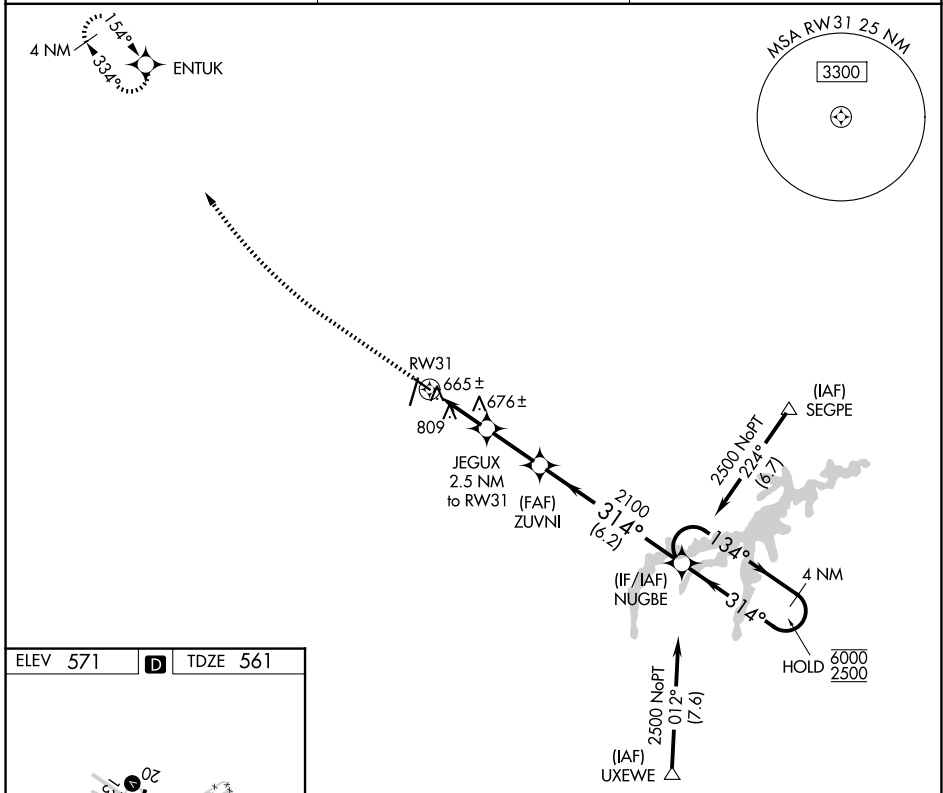 154°
4 NM
334°
ENTUK
MSA RW31 25 NM
3300
RW31
665±
676±
809
JEGUX
2.5 NM
to RW31
(FAF)
ZUVNI
2100
314°
(6.2)
(IAF)
SEGPE
2500 NoPT
224°
(6.7)
134°
4 NM
314°
(IF/IAF)
NUGBE
HOLD 6000
2500
2500 NoPT
012°
(7.6)
(IAF)
UXEWE
ELEV 571 D TDZE 561
V 20